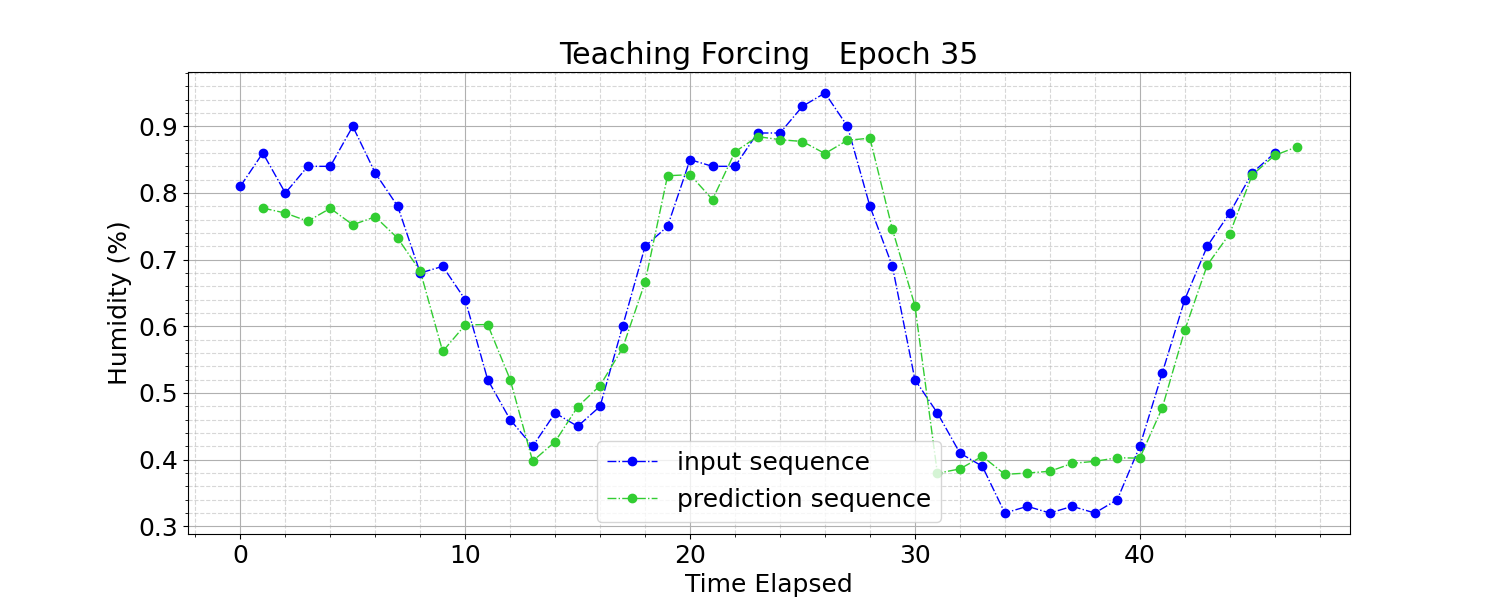 Teaching Forcing   Epoch 35
Humidity (%)
0.9
0.8
0.7
0.6
0.5
0.4
0.3
input sequence
prediction sequence
0 10 20 30 40
Time Elapsed